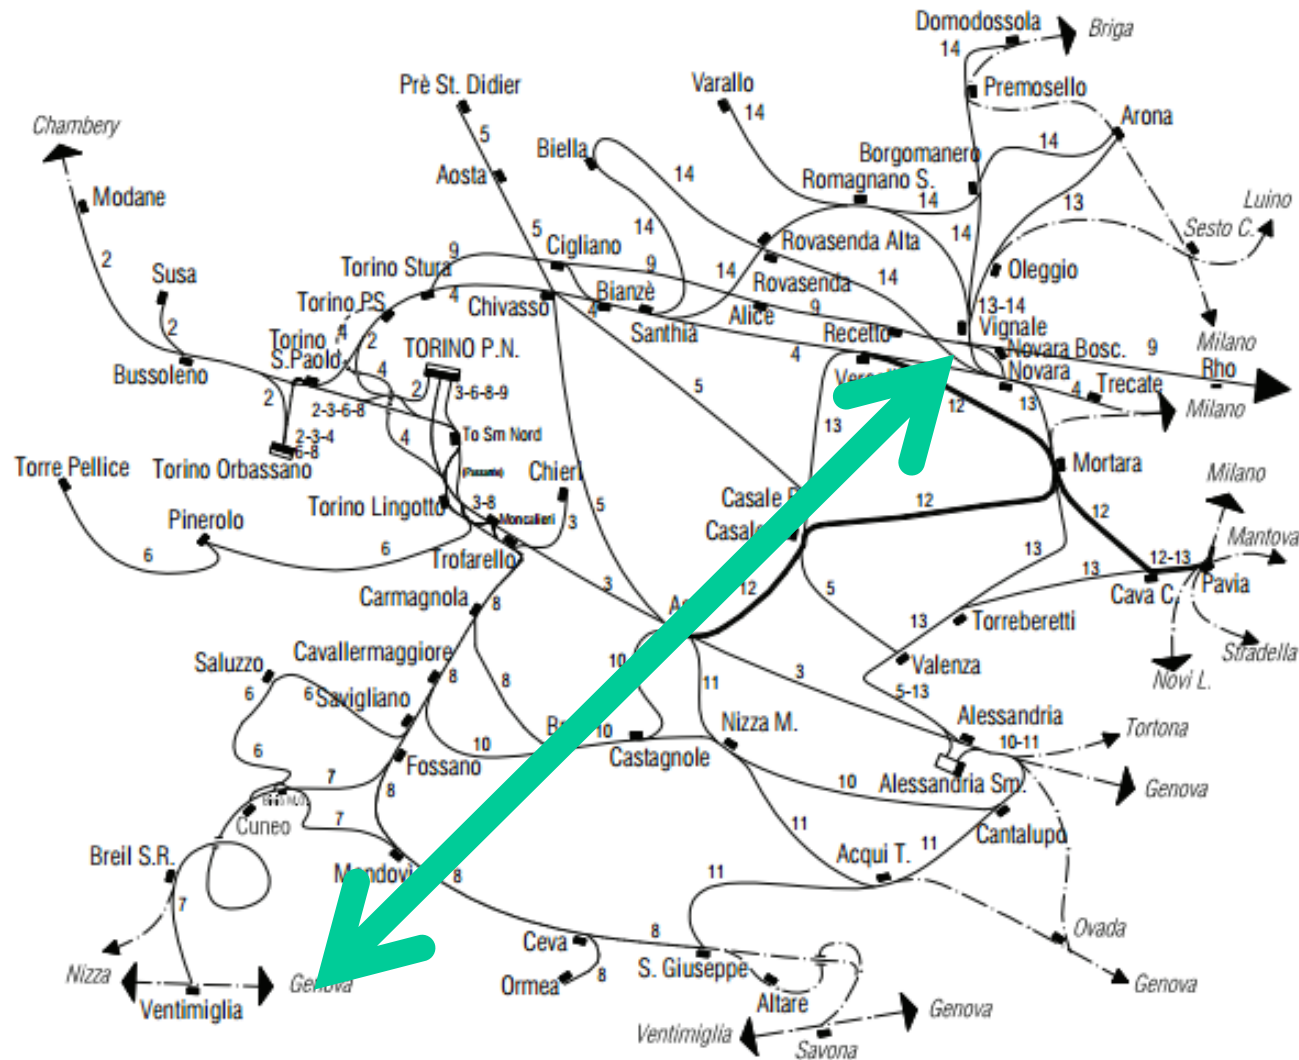 Domodossola
Briga
14
Prè St. Didier
Varallo
Premosello
14
Arona
Chambery
5
Biella
Borgomanero
14
Aosta
14
Romagnano S.
Modane
14
13
Luino
14
Sesto C.
5
Cigliano
14
Rovasenda Alta
2
Susa
9
Torino Stura
9
14
14
Oleggio
Bianzè
Rovasenda
Torino PS
4
Chivasso
4
Alice
9
13-14
Vignale
Milano
2
Torino
S.Paolo
4
2
Santhià
Recetto
Novara Bosc.
9
Rho
Bussoleno
TORINO P.N.
4
4
Novara
Trecate
2
2
3-6-8-9
5
12
13
4
Milano
2-3-6-8
2-3-4
6-8
4
To Sm Nord
13
Mortara
Torre Pellice
Torino Orbassano
(Passante)
Chieri
Milano
Torino Lingotto
3-8
Moncalieri
5
Casale
12
12
Pinerolo
3
Casale
Mantova
6
6
Trofarello
13
13
12-13
Pavia
3
12
5
Cava C.
Carmagnola
8
13
Torreberetti
Stradella
Saluzzo
Cavallermaggiore
10
Valenza
Novi L.
6
6
Savigliano
8
8
11
3
5-13
Nizza M.
Alessandria
Tortona
6
10
10
Castagnole
10-11
7
Fossano
10
Alessandria Sm.
Genova
Cuneo
8
7
11
Cantalupo
Breil S.R.
Acqui T.
11
8
11
7
Ovada
Ceva
8
Nizza
Ormea
8
S. Giuseppe
Genova
Ventimiglia
Altare
Genova
Ventimiglia
Savona